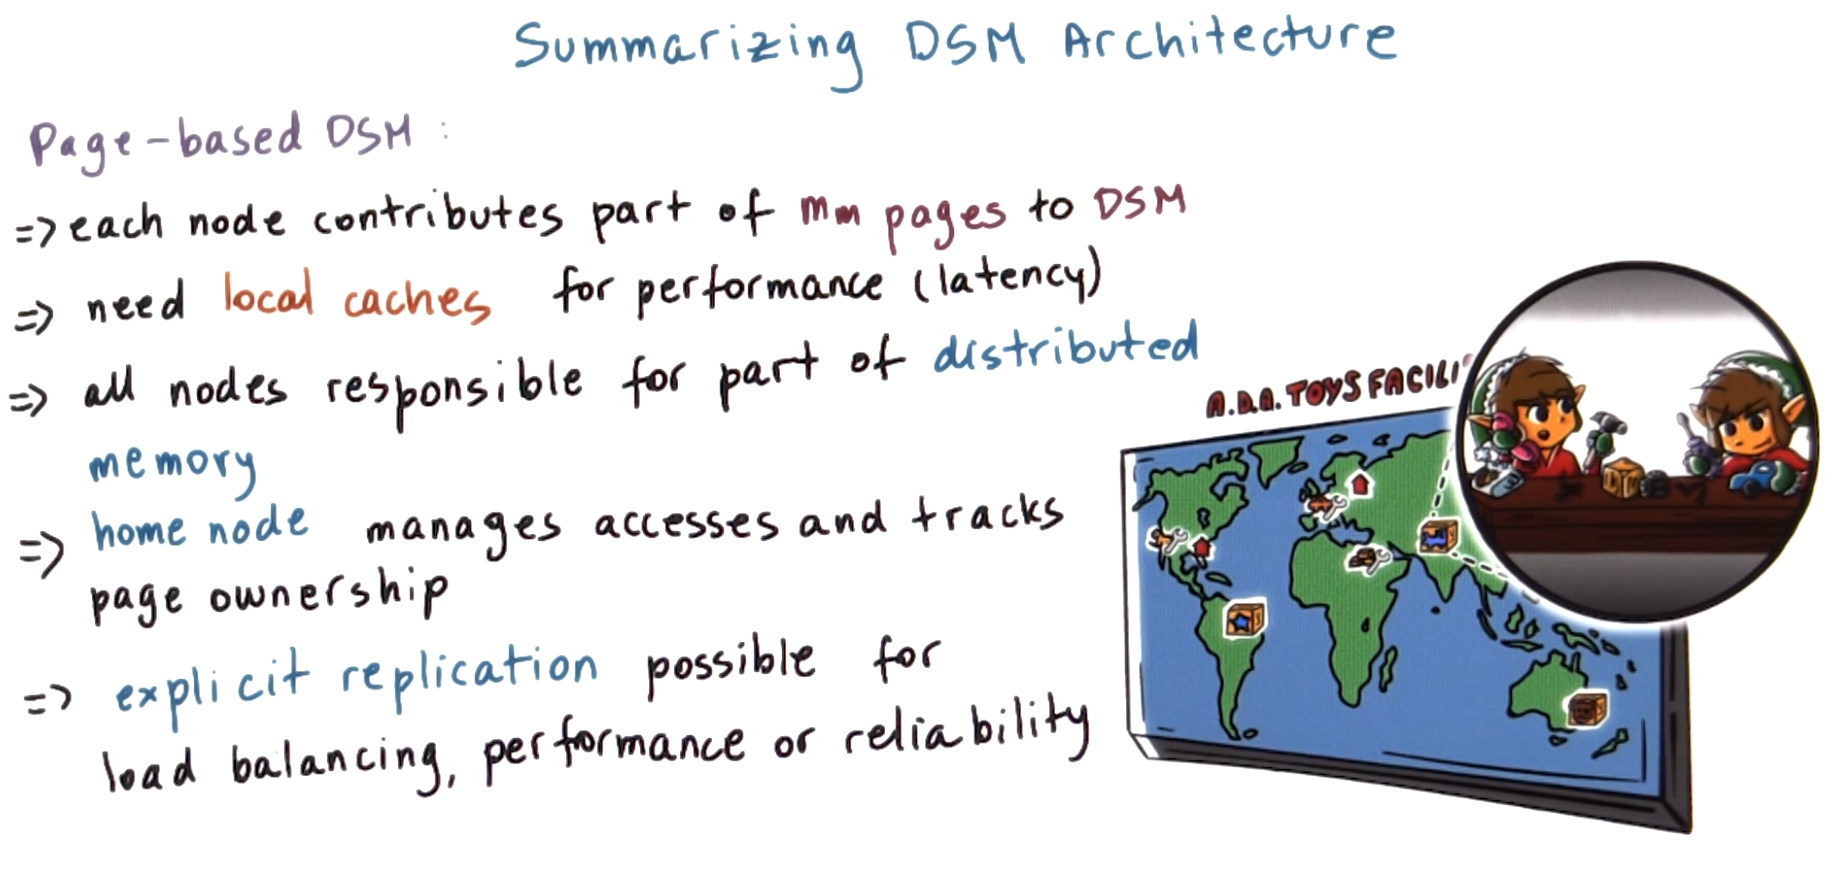 Summarizing DSM Architecture
Page-based DSM:
=> each node contributes part of mm pages to DSM
=> need local caches for performance (latency)
=> all nodes responsible for part of distributed
memory
=> home node manages accesses and tracks
page ownership
=> explicit replication possible for
load balancing, performance or reliability
A.D.A. TOYS FACILI